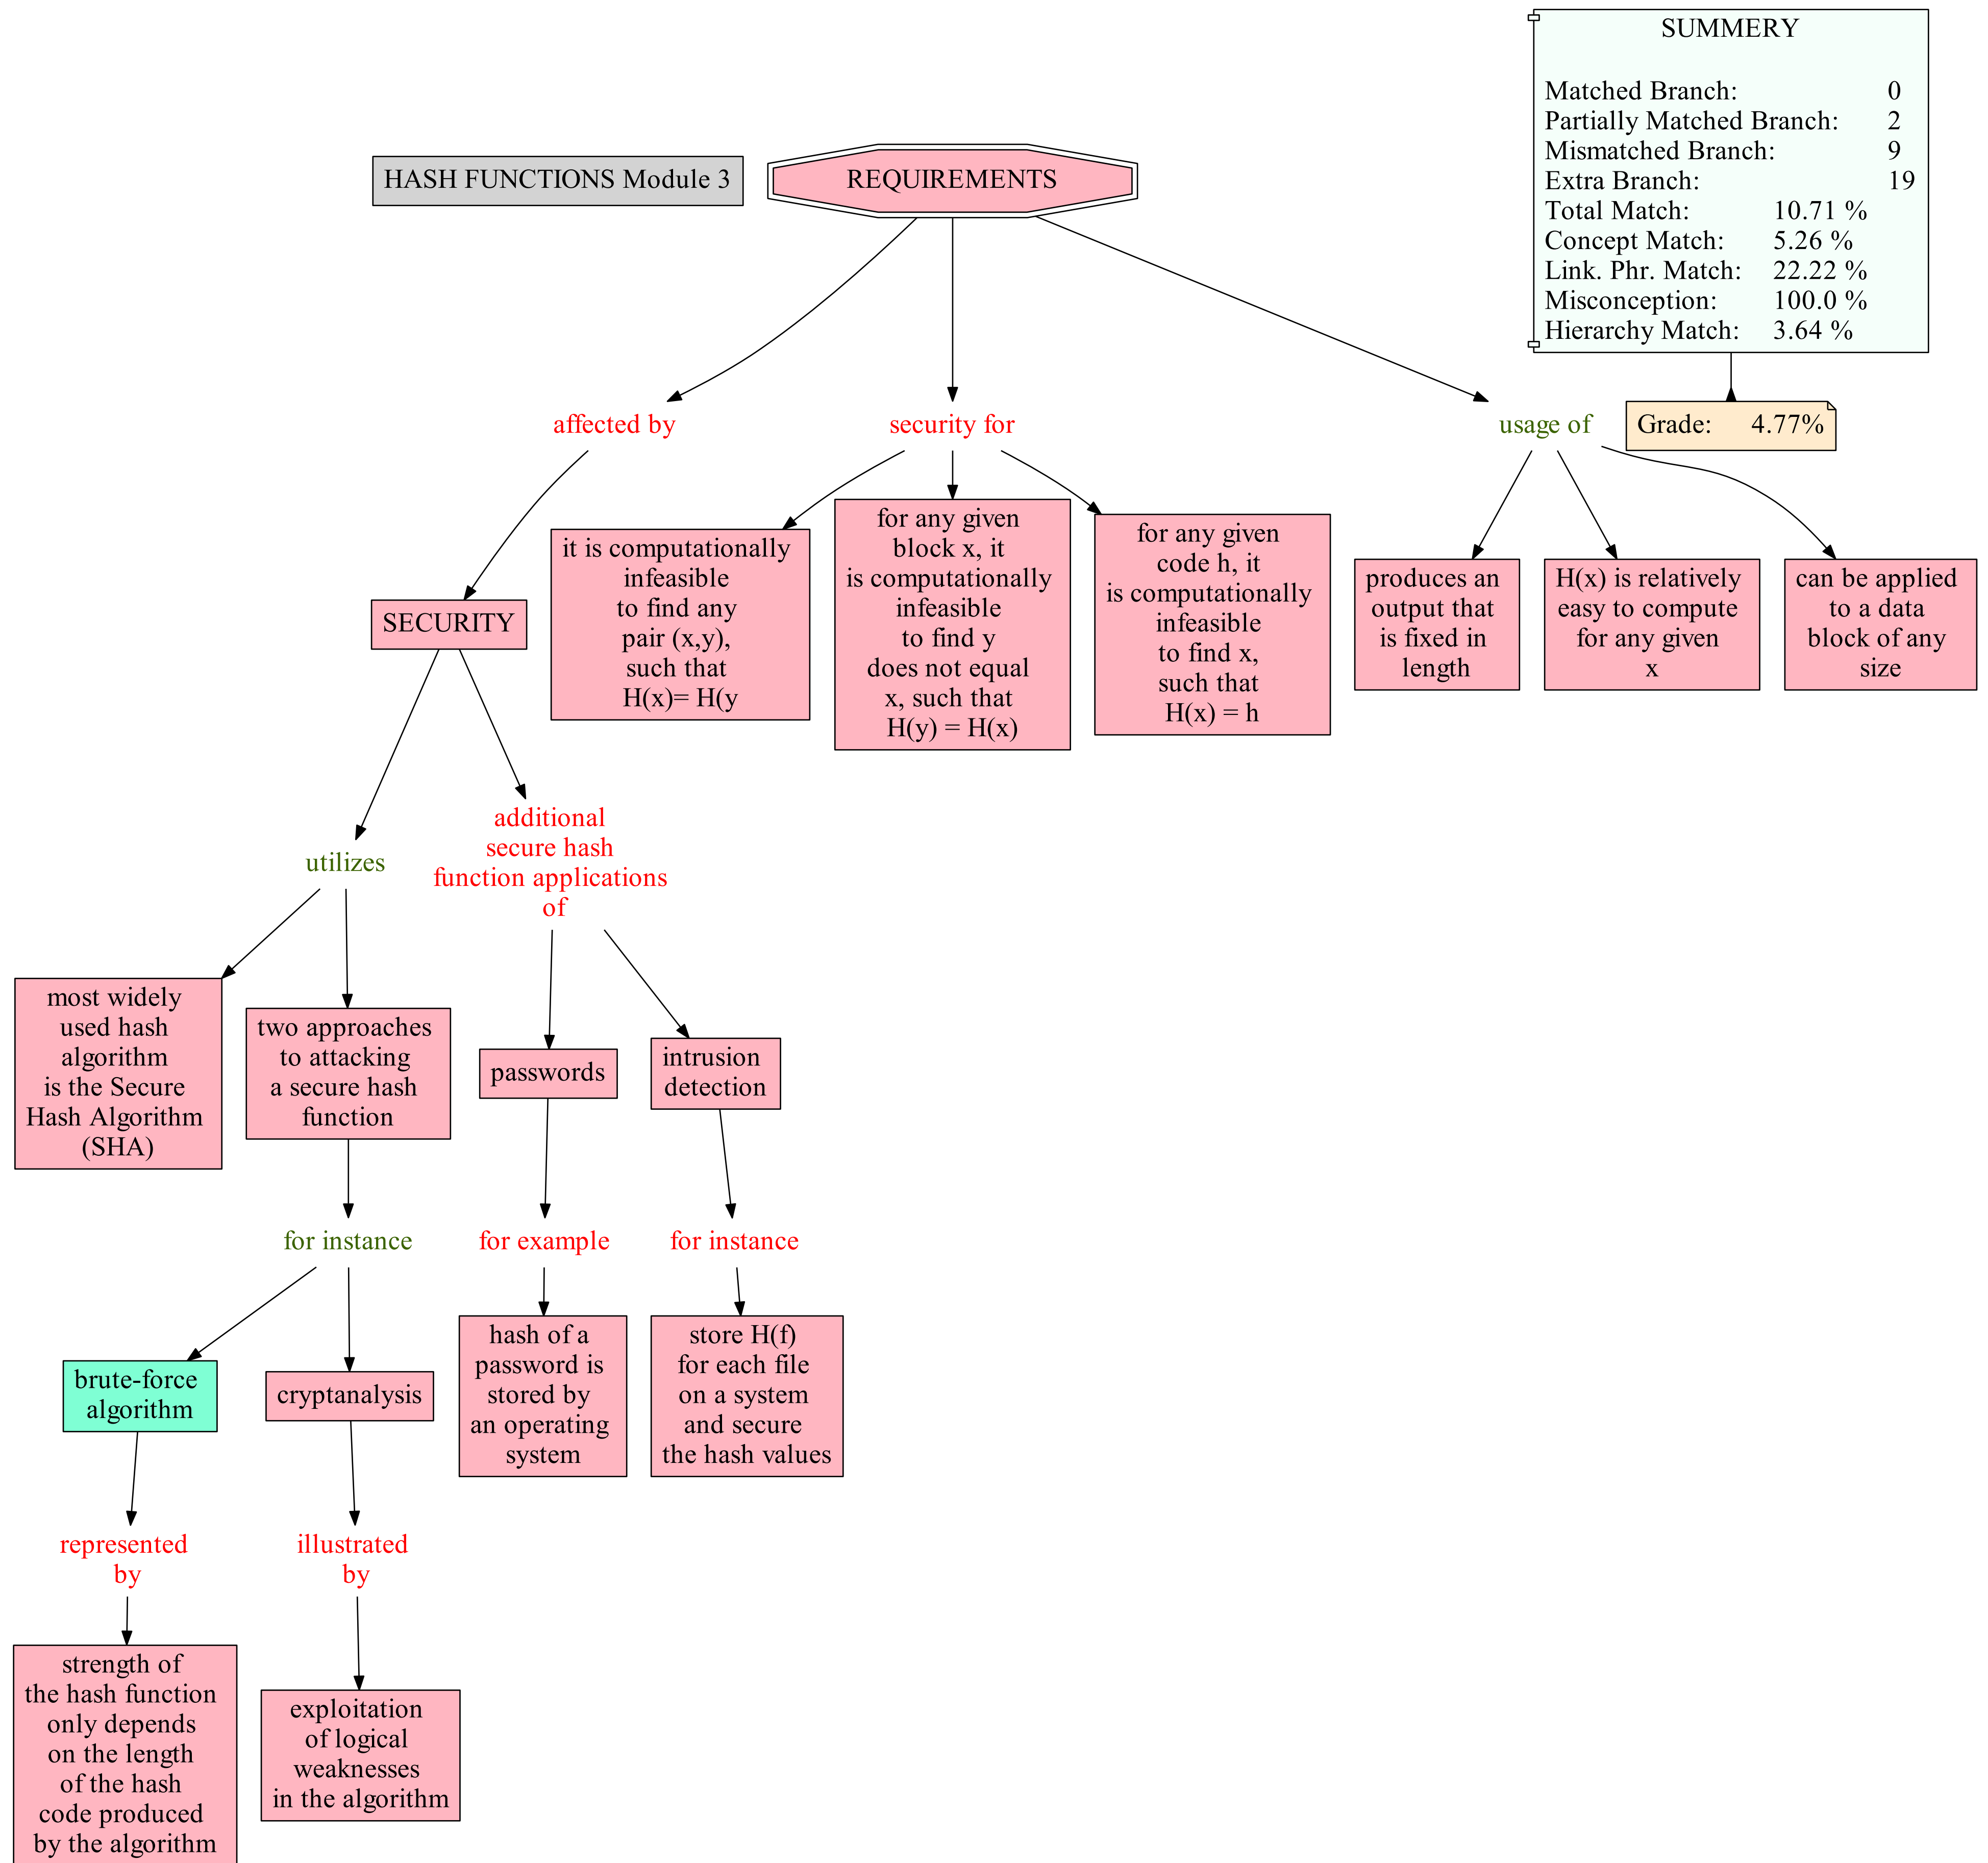 SUMMERY
Matched Branch: 0
Partially Matched Branch: 2
Mismatched Branch: 9
Extra Branch: 19
Total Match: 10.71 %
Concept Match: 5.26 %
Link. Phr. Match: 22.22 %
Misconception: 100.0 %
Hierarchy Match: 3.64 %
HASH FUNCTIONS Module 3
REQUIREMENTS
affected by
security for
usage of
Grade: 4.77%
it is computationally
infeasible
to find any
pair (x,y),
such that
H(x)= H(y
for any given
block x, it
is computationally
infeasible
to find y
does not equal
x, such that
H(y) = H(x)
for any given
code h, it
is computationally
infeasible
to find x,
such that
H(x) = h
produces an
output that
is fixed in
length
H(x) is relatively
easy to compute
for any given
x
can be applied
to a data
block of any
size
SECURITY
utilizes
additional
secure hash
function applications
of
most widely
used hash
algorithm
is the Secure
Hash Algorithm
(SHA)
two approaches
to attacking
a secure hash
function
passwords
intrusion
detection
for instance
for example
for instance
brute-force
algorithm
cryptanalysis
hash of a
password is
stored by
an operating
system
store H(f)
for each file
on a system
and secure
the hash values
represented
by
illustrated
by
strength of
the hash function
only depends
on the length
of the hash
code produced
by the algorithm
exploitation
of logical
weaknesses
in the algorithm